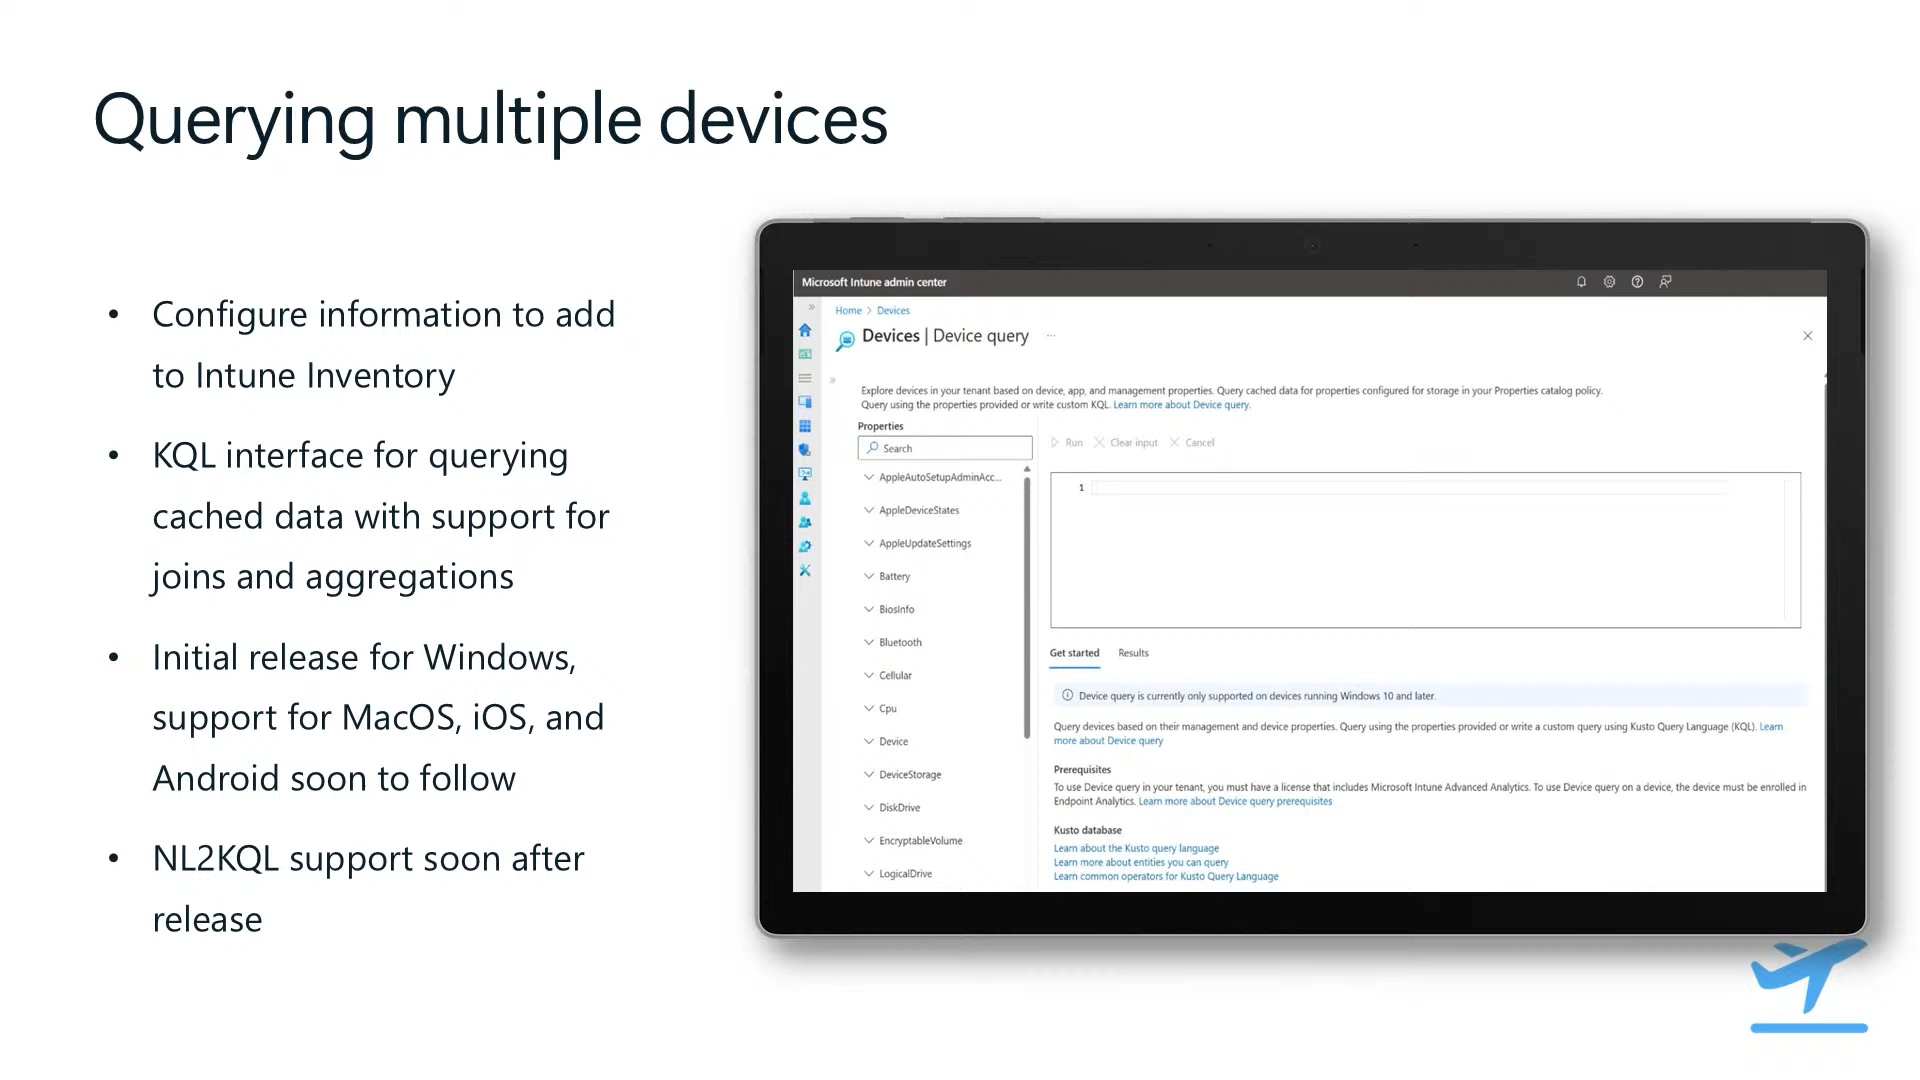 Querying multiple devices
• Configure information to add
to Intune Inventory
• KQL interface for querying
cached data with support for
joins and aggregations
• Initial release for Windows,
support for MacOS, iOS, and
Android soon to follow
• NL2KQL support soon after
release
Microsoft Intune admin center
Home > Devices
Devices | Device query ...
Explore devices in your tenant based on device, app, and management properties. Query cached data for properties configured for storage in your Properties catalog policy.
Query using the properties provided or write custom KQL. Learn more about Device query.
Properties
Search
AppleAutoSetupAdminAcc...
AppleDeviceStates
AppleUpdateSettings
Battery
BiosInfo
Bluetooth
Cellular
Cpu
Device
DeviceStorage
DiskDrive
EncryptableVolume
LogicalDrive
Run Clear input Cancel
1
Get started Results
Device query is currently only supported on devices running Windows 10 and later.
Query devices based on their management and device properties. Query using the properties provided or write a custom query using Kusto Query Language (KQL). Learn
more about Device query
Prerequisites
To use Device query in your tenant, you must have a license that includes Microsoft Intune Advanced Analytics. To use Device query on a device, the device must be enrolled in
Endpoint Analytics. Learn more about Device query prerequisites
Kusto database
Learn about the Kusto query language
Learn more about entities you can query
Learn common operators for Kusto Query Language